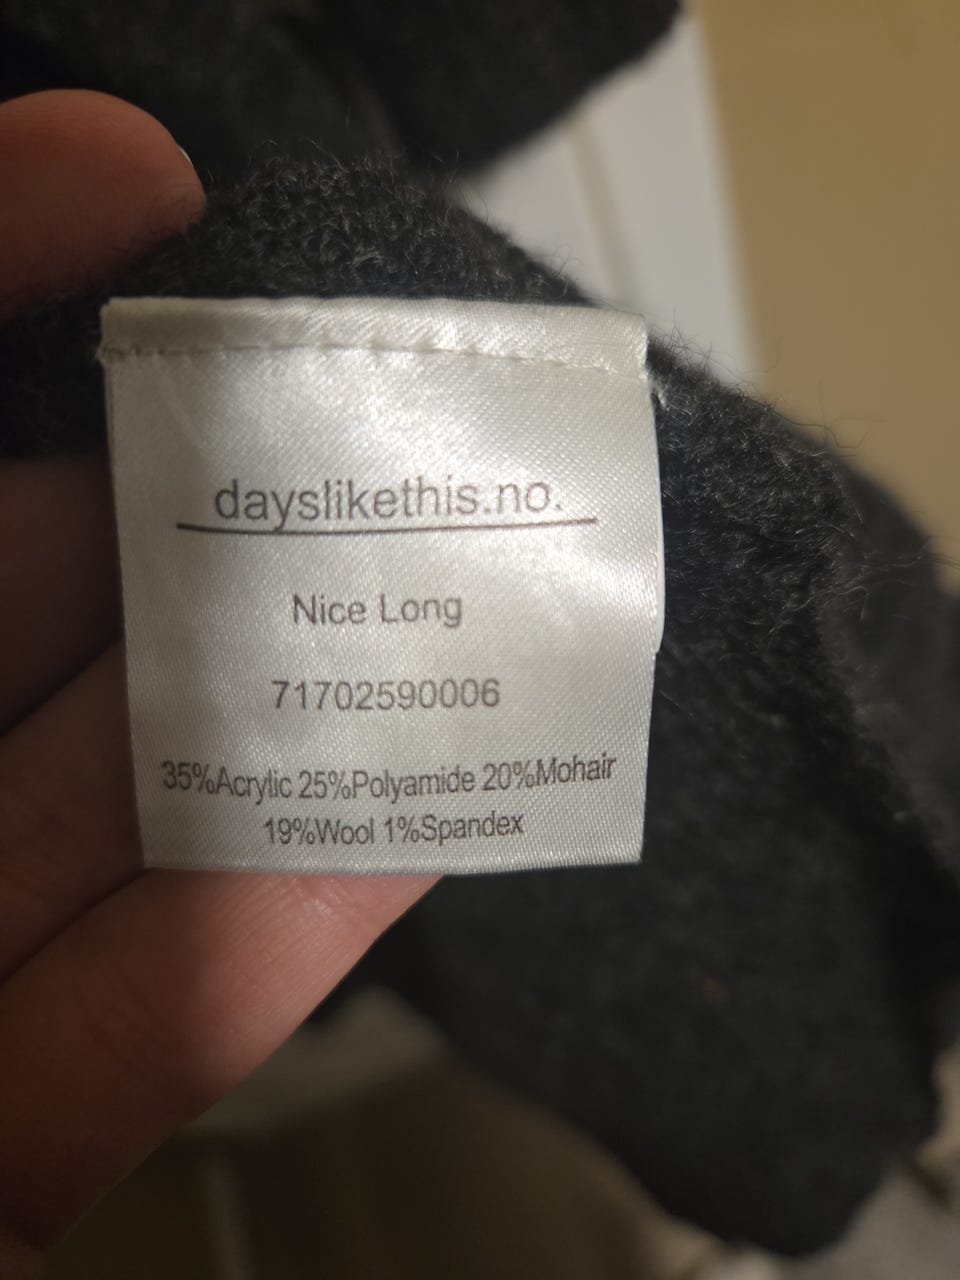 dayslikethis.no.
Nice Long
71702590006
35%Acrylic 25%Polyamide 20%Mohair
19%Wool 1%Spandex